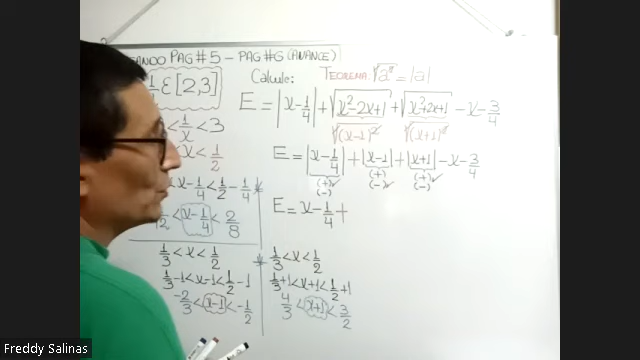 ANDO PAG#5 - PAG#6 (AVANCE)
1/x ∈ [2,3]
Calcule:
TEOREMA: ⁿ√aⁿ = |a|
E = |x-1/4| + √x²-2x+1 + √x²+2x+1 - x - 3/4
√(x-1)² √(x+1)²
< 1/x < 3
< x < 1/2
E = |x-1/4| + |x-1| + |x+1| - x - 3/4
(+)✓ (+) (+)✓
(-) (-)✓ (-)
< x-1/4 < 1/2 - 1/4
E = x - 1/4 +
12 < x-1/4 < 2/8
1/3 < x < 1/2
1/3 - 1 < x-1 < 1/2 - 1
-2/3 < x-1 < -1/2
1/3 < x < 1/2
1/3 + 1 < x+1 < 1/2 + 1
4/3 < x+1 < 3/2
Freddy Salinas